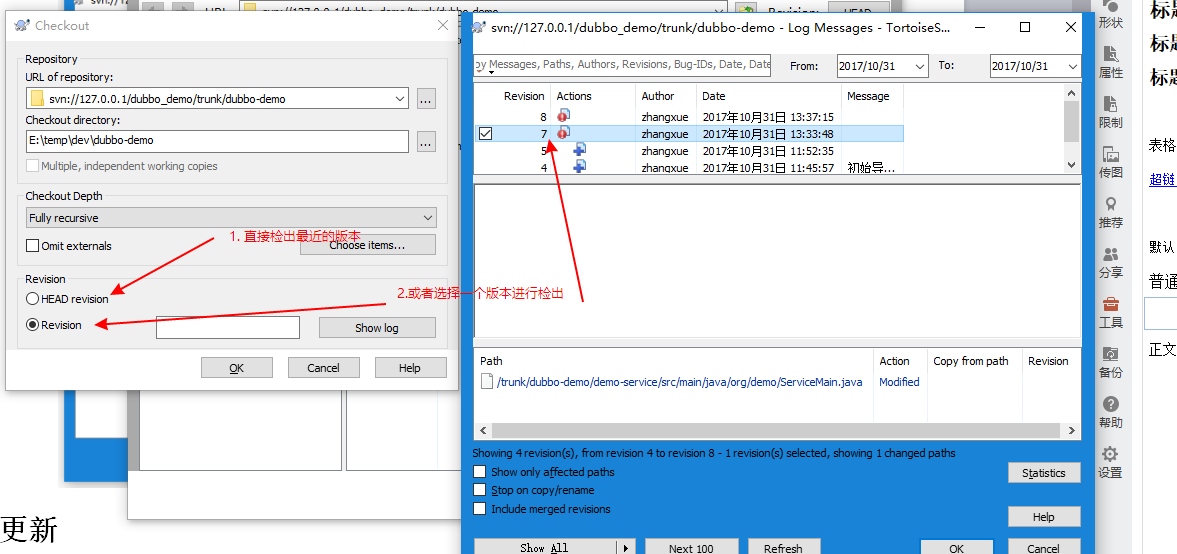 Checkout
Repository
URL of repository:
svn://127.0.0.1/dubbo_demo/trunk/dubbo-demo
...
Checkout directory:
E:\temp\dev\dubbo-demo
...
Multiple, independent working copies
Checkout Depth
Fully recursive
Omit externals
Choose items...
1. 直接检出最近的版本
Revision
HEAD revision
2.或者选择一个版本进行检出
Revision
Show log
OK
Cancel
Help
svn://127.0.0.1/dubbo_demo/trunk/dubbo-demo - Log Messages - TortoiseS...
by Messages, Paths, Authors, Revisions, Bug-IDs, Date, Date
From:
2017/10/31
To:
2017/10/31
Revision Actions Author Date Message
8 zhangxue 2017年10月31日 13:37:15
7 zhangxue 2017年10月31日 13:33:48
5 zhangxue 2017年10月31日 11:52:35
4 zhangxue 2017年10月31日 11:45:57 初始导...
Path Action Copy from path Revision
/trunk/dubbo-demo/demo-service/src/main/java/org/demo/ServiceMain.java Modified
Showing 4 revision(s), from revision 4 to revision 8 - 1 revision(s) selected, showing 1 changed paths
Show only affected paths
Stop on copy/rename
Include merged revisions
Statistics
Help
Show All
Next 100
Refresh
OK
Cancel
形状
属性
限制
传图
推荐
分享
工具
备份
帮助
设置
标题
标题
标题
表格
超链
默认
普通
正文
更新